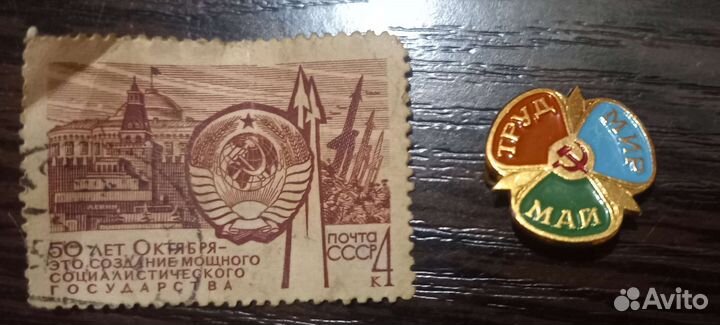 50 ЛЕТ ОКТЯБРЯ-
ЭТО СОЗДАНИЕ МОЩНОГО
СОЦИАЛИСТИЧЕСКОГО
ГОСУДАРСТВА
ПОЧТА
СССР 4
К
ТРУД
МИР
МАЙ
Avito